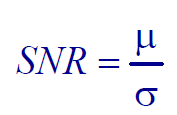 SNR = μ/σ